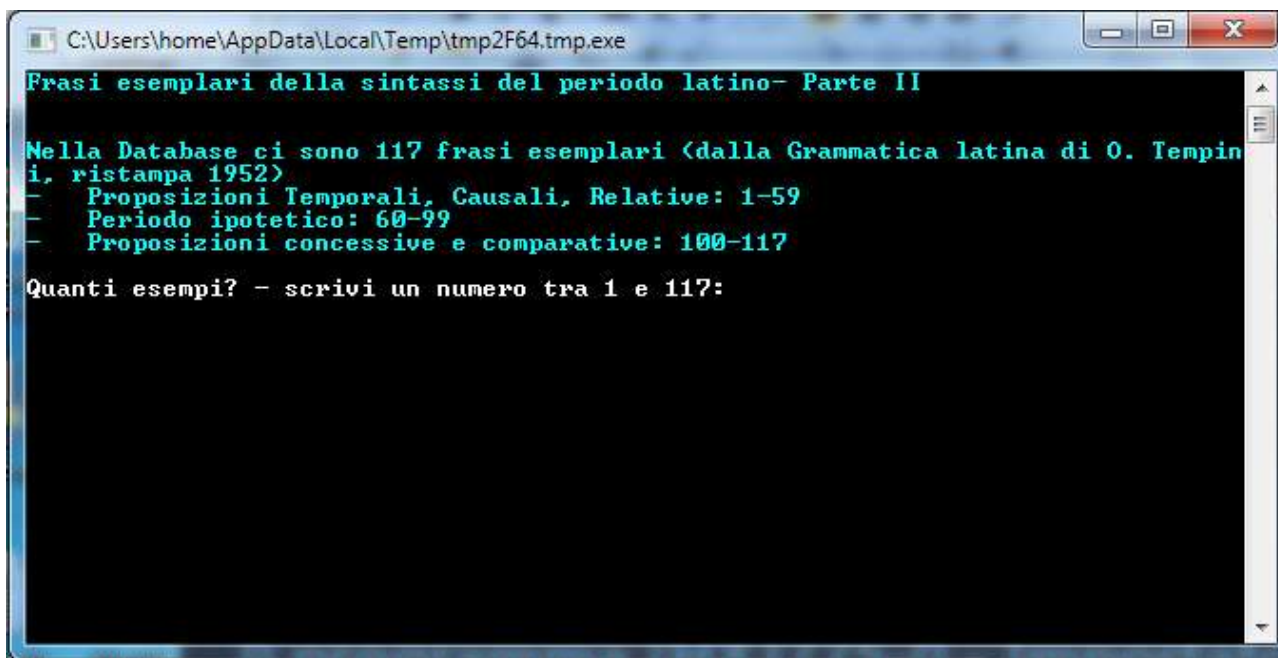 C:\Users\home\AppData\Local\Temp\tmp2F64.tmp.exe
Frasi esemplari della sintassi del periodo latino- Parte II
Nella Database ci sono 117 frasi esemplari (dalla Grammatica latina di O. Tempin
i, ristampa 1952)
-   Proposizioni Temporali, Causali, Relative: 1-59
-   Periodo ipotetico: 60-99
-   Proposizioni concessive e comparative: 100-117
Quanti esempi? - scrivi un numero tra 1 e 117: